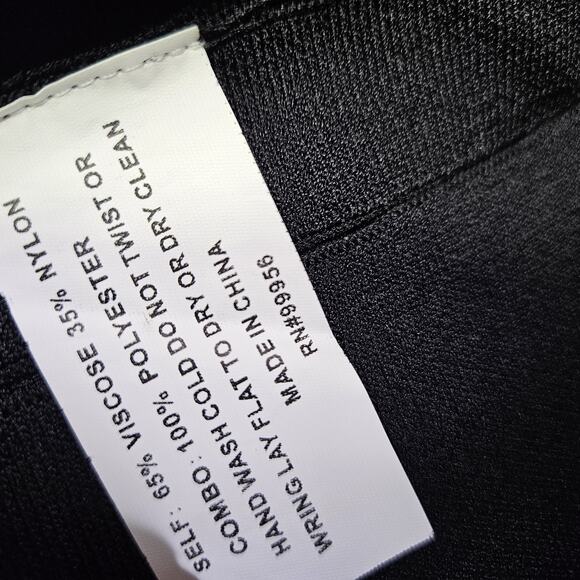 SELF: 65% VISCOSE 35% NYLON
COMBO: 100% POLYESTER
HAND WASH COLD DO NOT TWIST OR
WRING LAY FLAT TO DRY OR DRY CLEAN
MADE IN CHINA
RN#99956